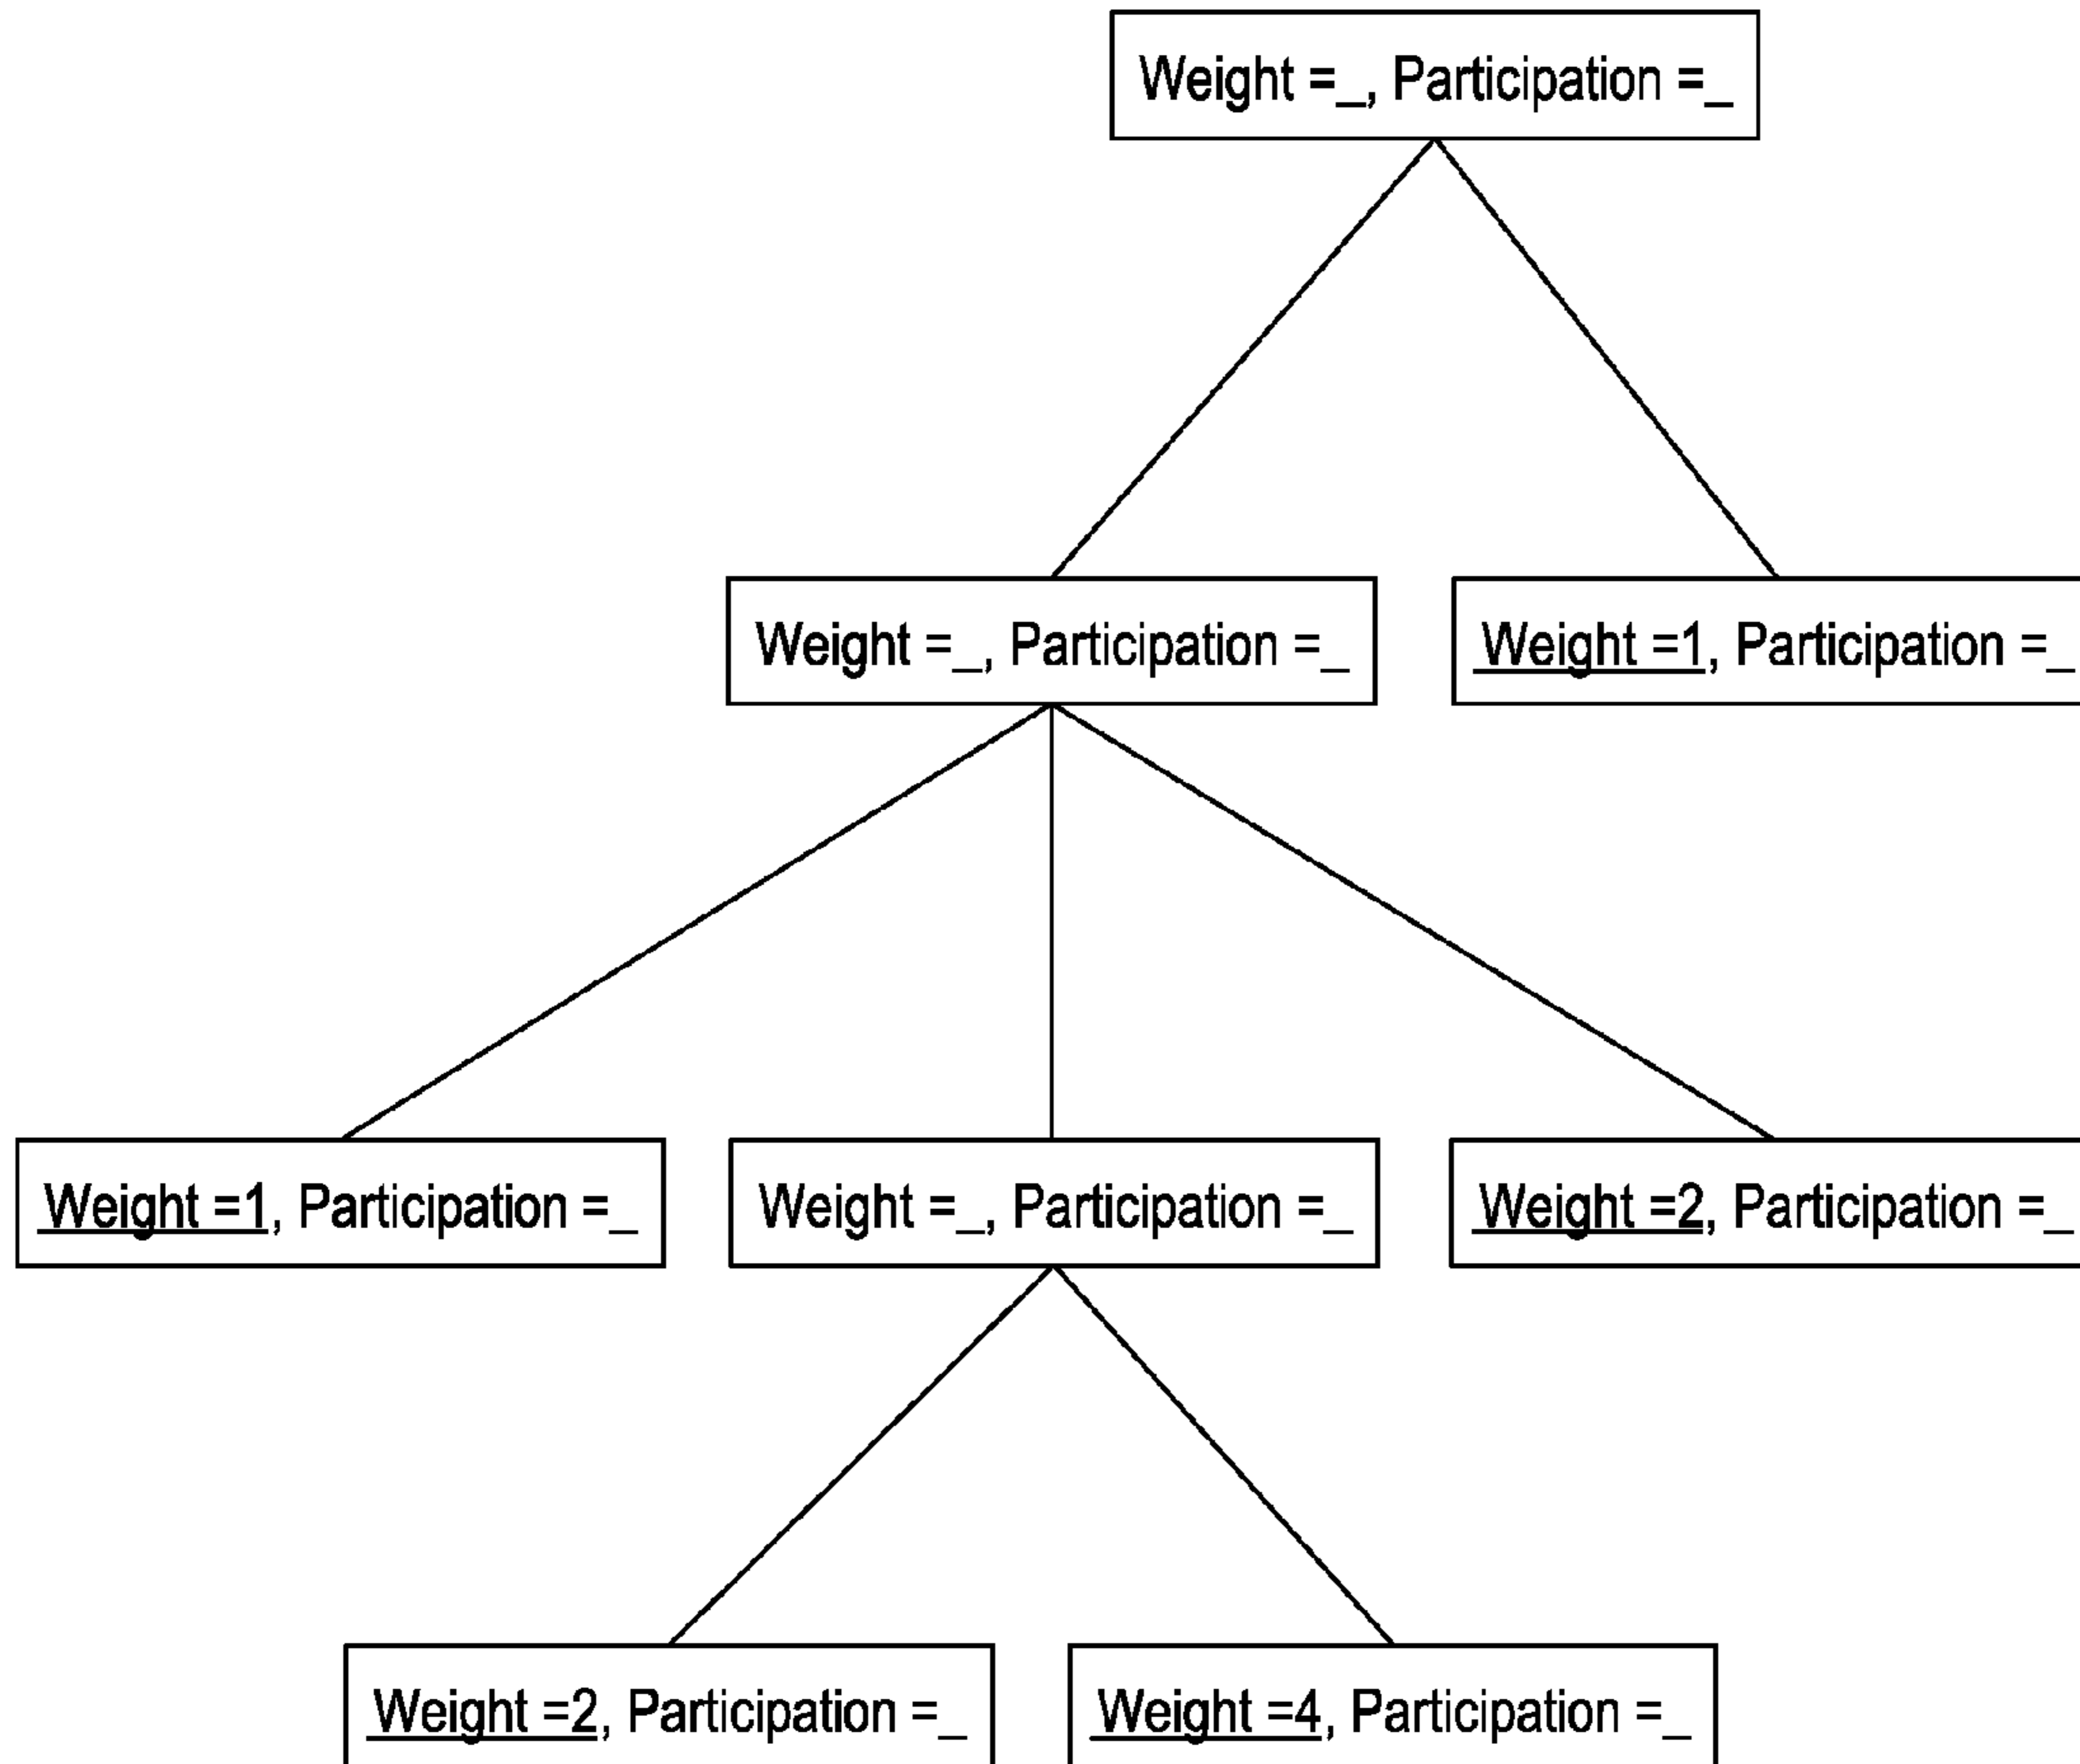 Weight =_, Participation =_
Weight =_, Participation =_
Weight =1, Participation =_
Weight =1, Participation =_
Weight =_, Participation =_
Weight =2, Participation =_
Weight =2, Participation =_
Weight =4, Participation =_